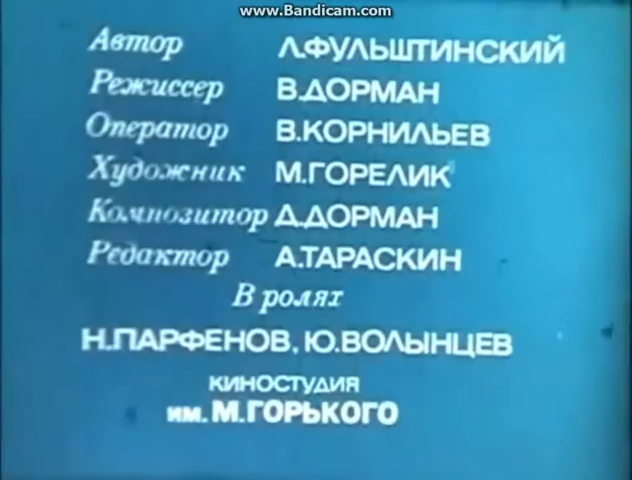 www.Bandicam.com
Автор Л.ФУЛЬШТИНСКИЙ
Режиссер В.ДОРМАН
Оператор В.КОРНИЛЬЕВ
Художник М.ГОРЕЛИК
Композитор Д.ДОРМАН
Редактор А.ТАРАСКИН
В ролях
Н.ПАРФЕНОВ, Ю.ВОЛЫНЦЕВ
КИНОСТУДИЯ
им. М.ГОРЬКОГО